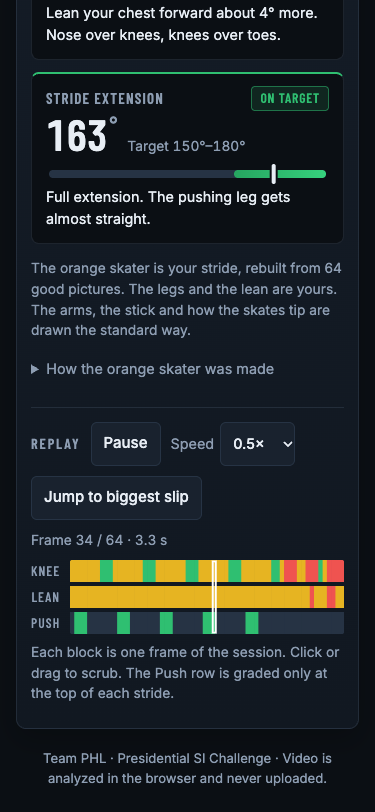 Lean your chest forward about 4° more.
Nose over knees, knees over toes.
STRIDE EXTENSION
ON TARGET
163°
Target 150°–180°
Full extension. The pushing leg gets
almost straight.
The orange skater is your stride, rebuilt from 64
good pictures. The legs and the lean are yours.
The arms, the stick and how the skates tip are
drawn the standard way.
How the orange skater was made
REPLAY
Pause
Speed
0.5×
Jump to biggest slip
Frame 34 / 64 · 3.3 s
KNEE
LEAN
PUSH
Each block is one frame of the session. Click or
drag to scrub. The Push row is graded only at
the top of each stride.
Team PHL · Presidential SI Challenge · Video is
analyzed in the browser and never uploaded.